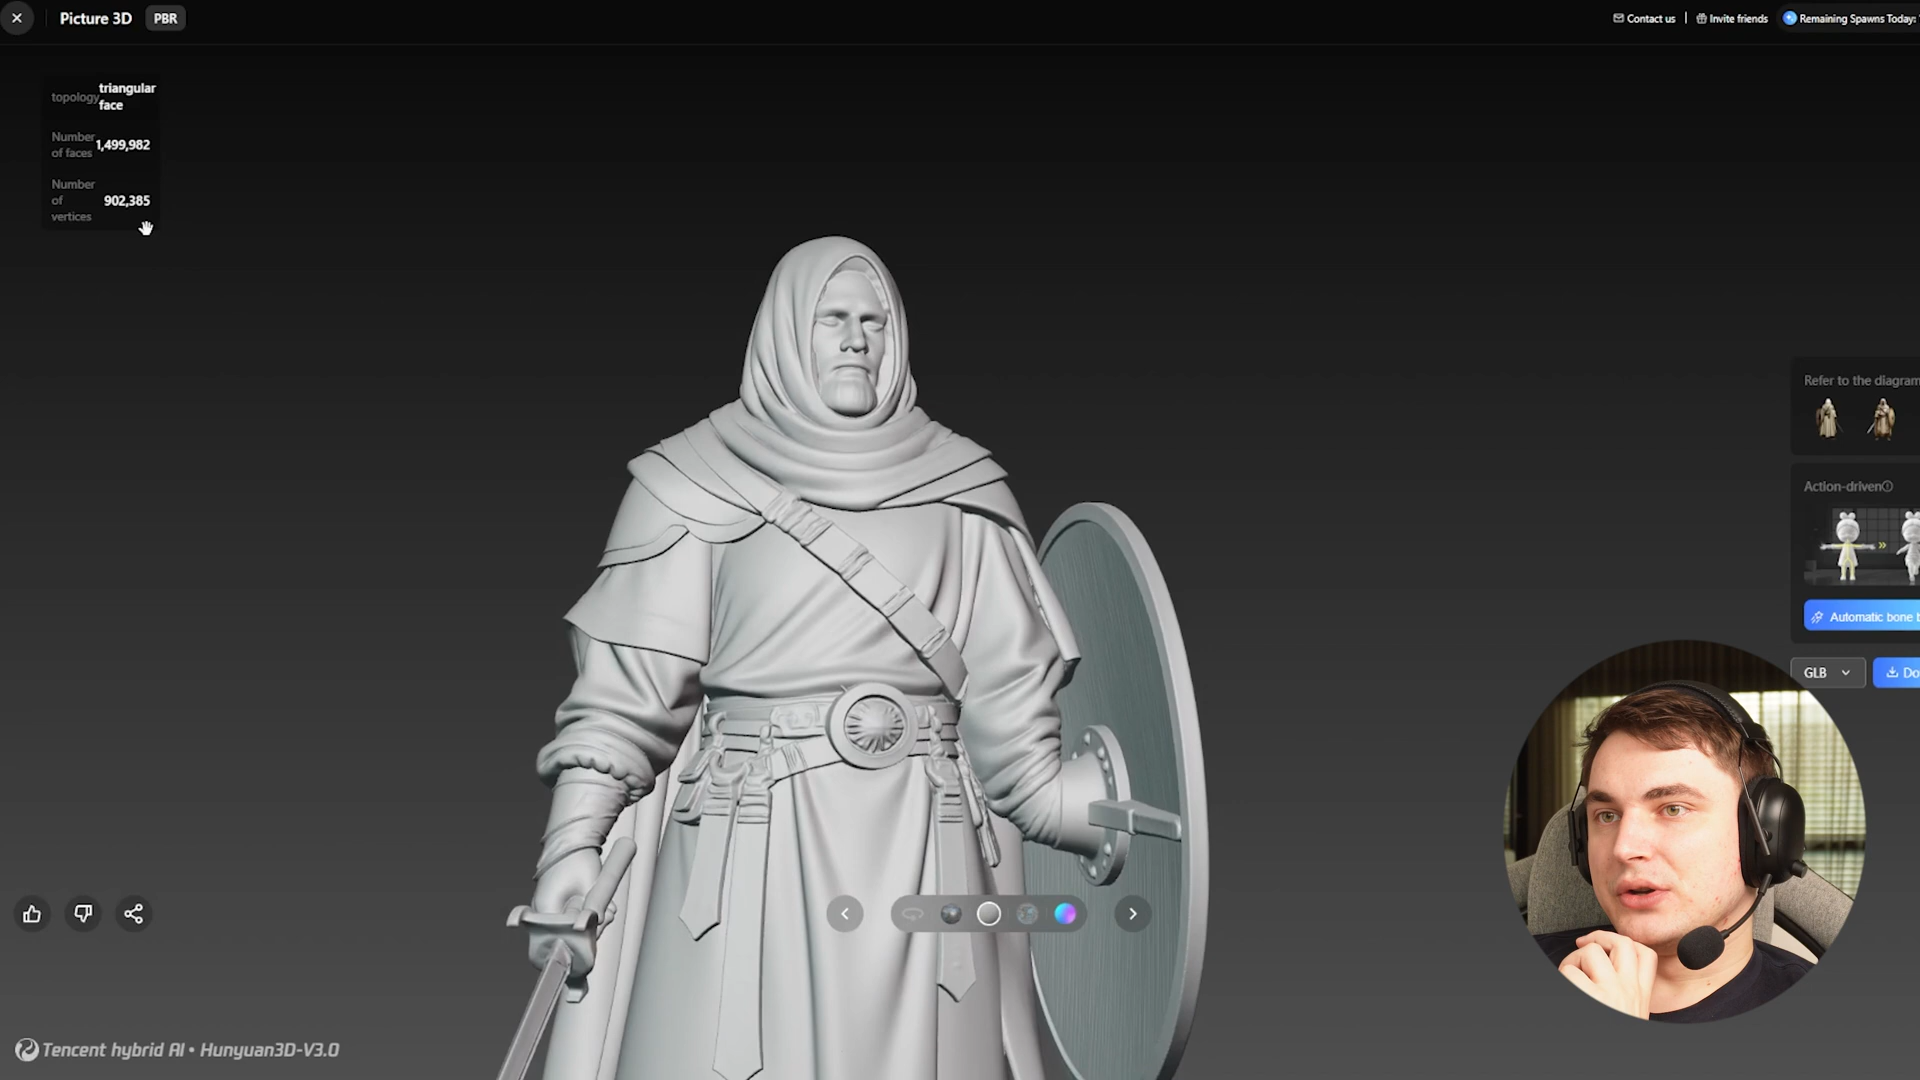 Picture 3D PBR
Contact us | Invite friends Remaining Spawns Today:
topology triangular face
Number of faces 1,499,982
Number of vertices 902,385
Refer to the diagram
Action-driven
Automatic bone b
GLB Do
Tencent hybrid AI • Hunyuan3D-V3.0